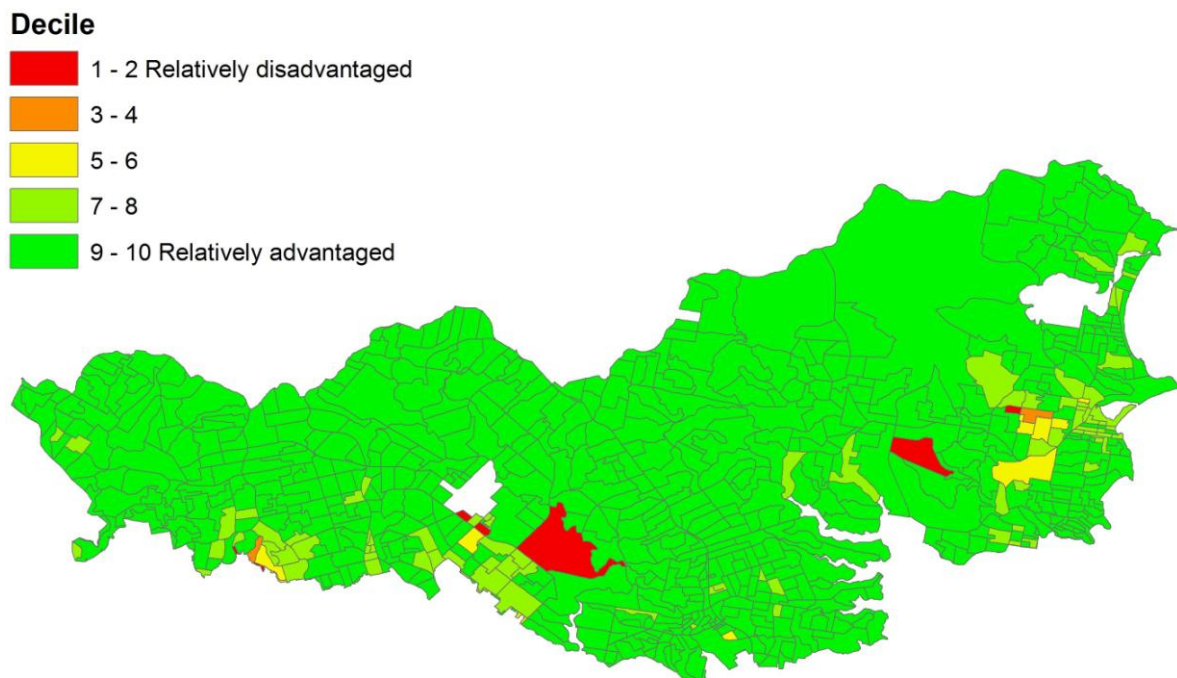 Decile
1 - 2 Relatively disadvantaged
3 - 4
5 - 6
7 - 8
9 - 10 Relatively advantaged